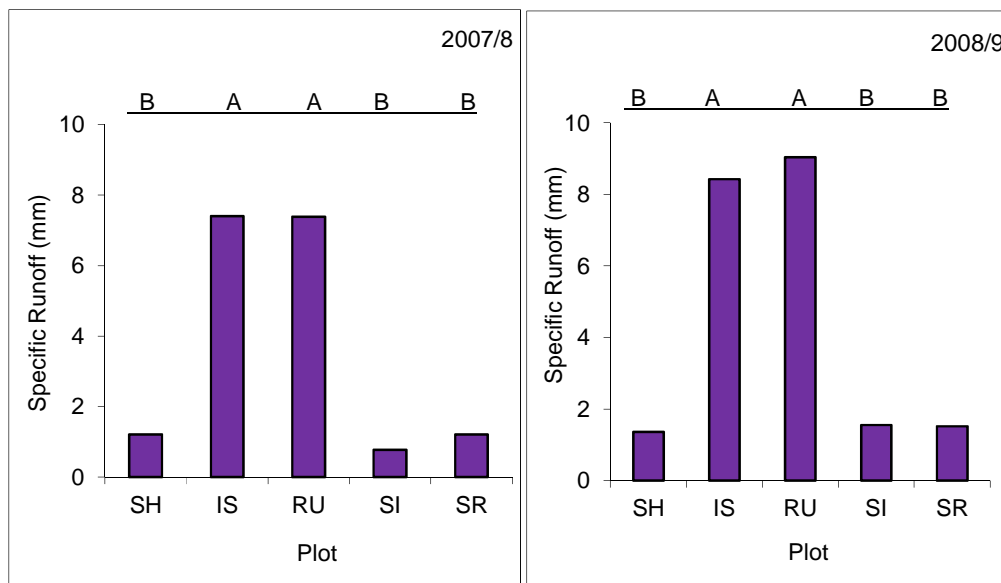 2007/8
B A A B B
10
8
6
4
2
0
Specific Runoff (mm)
SH IS RU SI SR
Plot
2008/9
B A A B B
10
8
6
4
2
0
Specific Runoff (mm)
SH IS RU SI SR
Plot